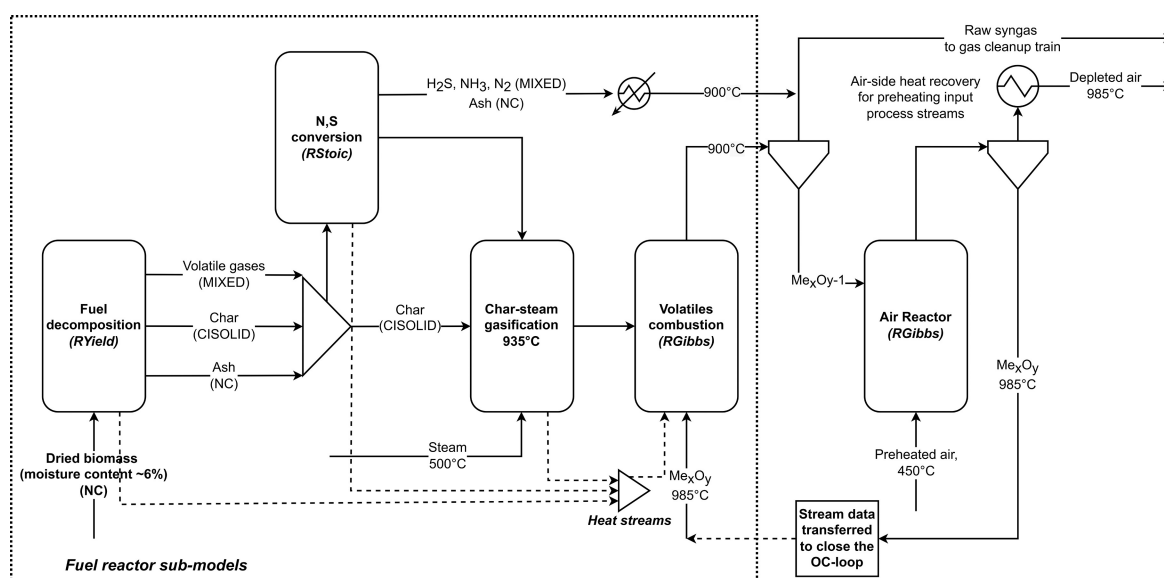 Raw syngas
to gas cleanup train
Air-side heat recovery
for preheating input
process streams
Depleted air
985°C
H2S, NH3, N2 (MIXED)
Ash (NC)
900°C
N,S
conversion
(RStoic)
900°C
Volatile gases
(MIXED)
Fuel
decomposition
(RYield)
Char
(CISOLID)
Ash
(NC)
Char
(CISOLID)
Char-steam
gasification
935°C
Volatiles
combustion
(RGibbs)
MexOy-1
Air Reactor
(RGibbs)
MexOy
985°C
Dried biomass
(moisture content ~6%)
(NC)
Steam
500°C
MexOy
985°C
Preheated air,
450°C
Heat streams
Stream data
transferred
to close the
OC-loop
Fuel reactor sub-models